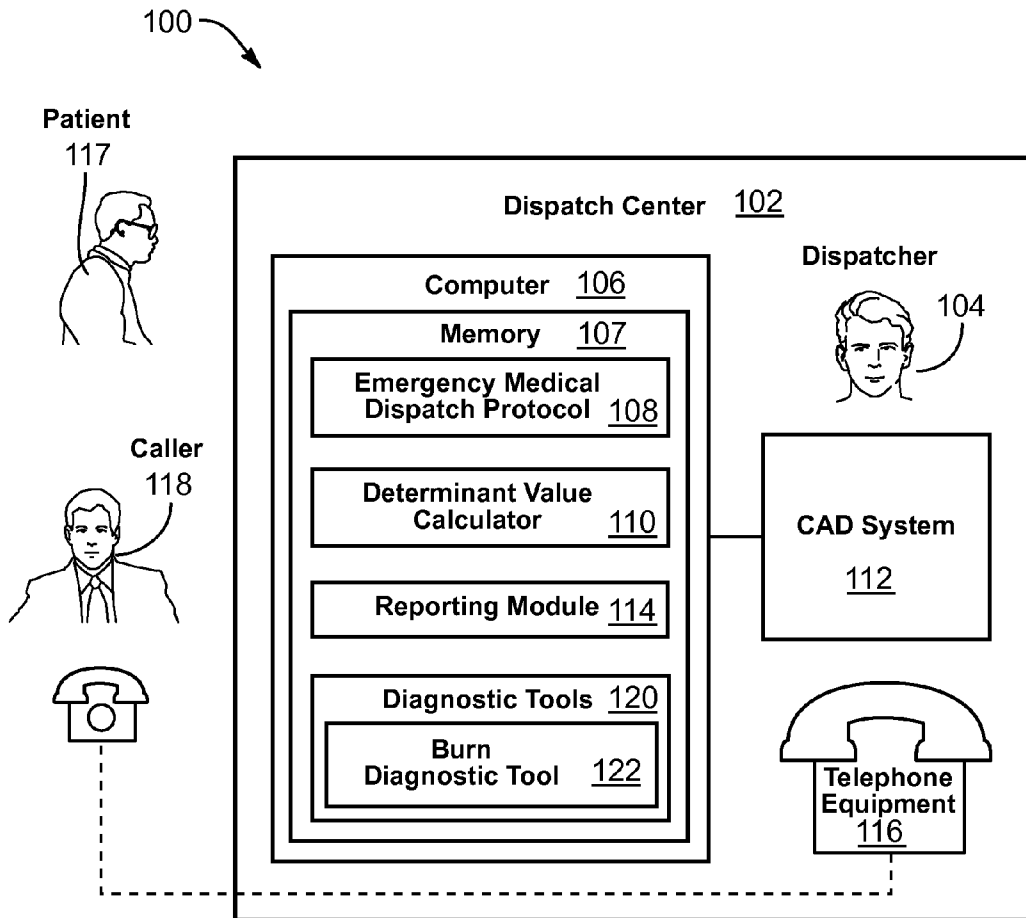 100
Patient
117
Dispatch Center 102
Dispatcher
104
Computer 106
Memory 107
Emergency Medical
Dispatch Protocol 108
Caller
118
Determinant Value
Calculator 110
CAD System
112
Reporting Module 114
Diagnostic Tools 120
Burn
Diagnostic Tool 122
Telephone
Equipment
116